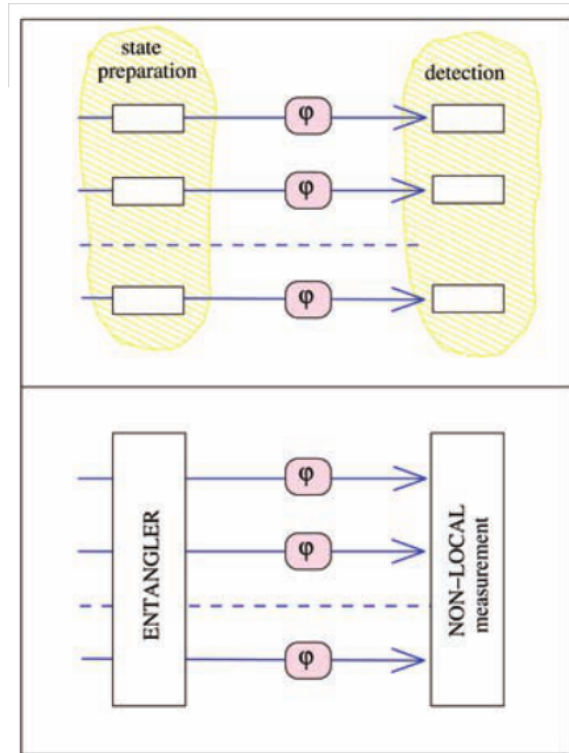 state
preparation
detection
φ
φ
φ
φ
φ
φ
ENTANGLER
NON–LOCAL
measurement